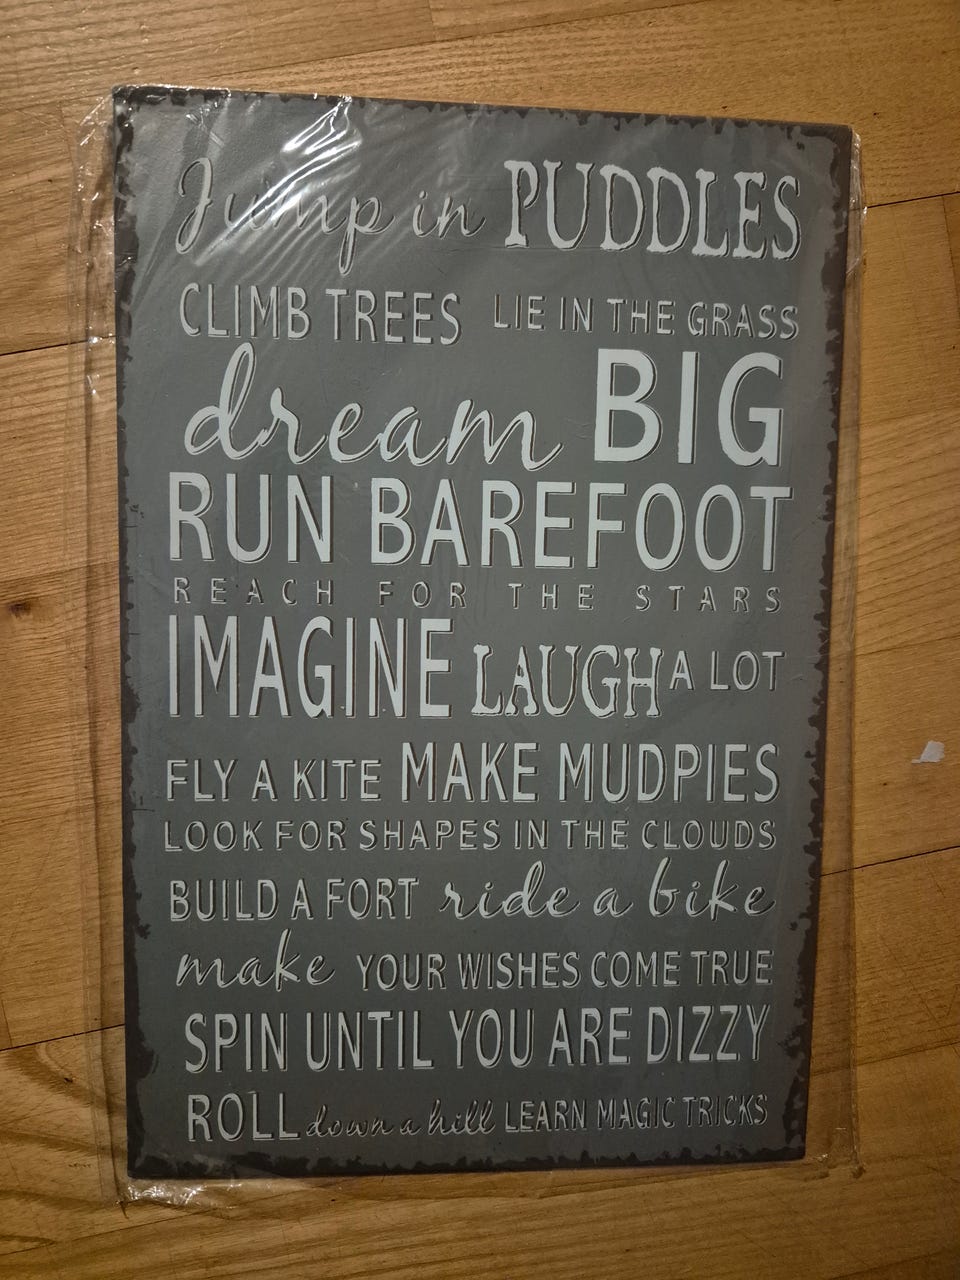 Jump in PUDDLES
CLIMB TREES LIE IN THE GRASS
dream BIG
RUN BAREFOOT
REACH FOR THE STARS
IMAGINE LAUGH A LOT
FLY A KITE MAKE MUDPIES
LOOK FOR SHAPES IN THE CLOUDS
BUILD A FORT ride a bike
make YOUR WISHES COME TRUE
SPIN UNTIL YOU ARE DIZZY
ROLL down a hill LEARN MAGIC TRICKS